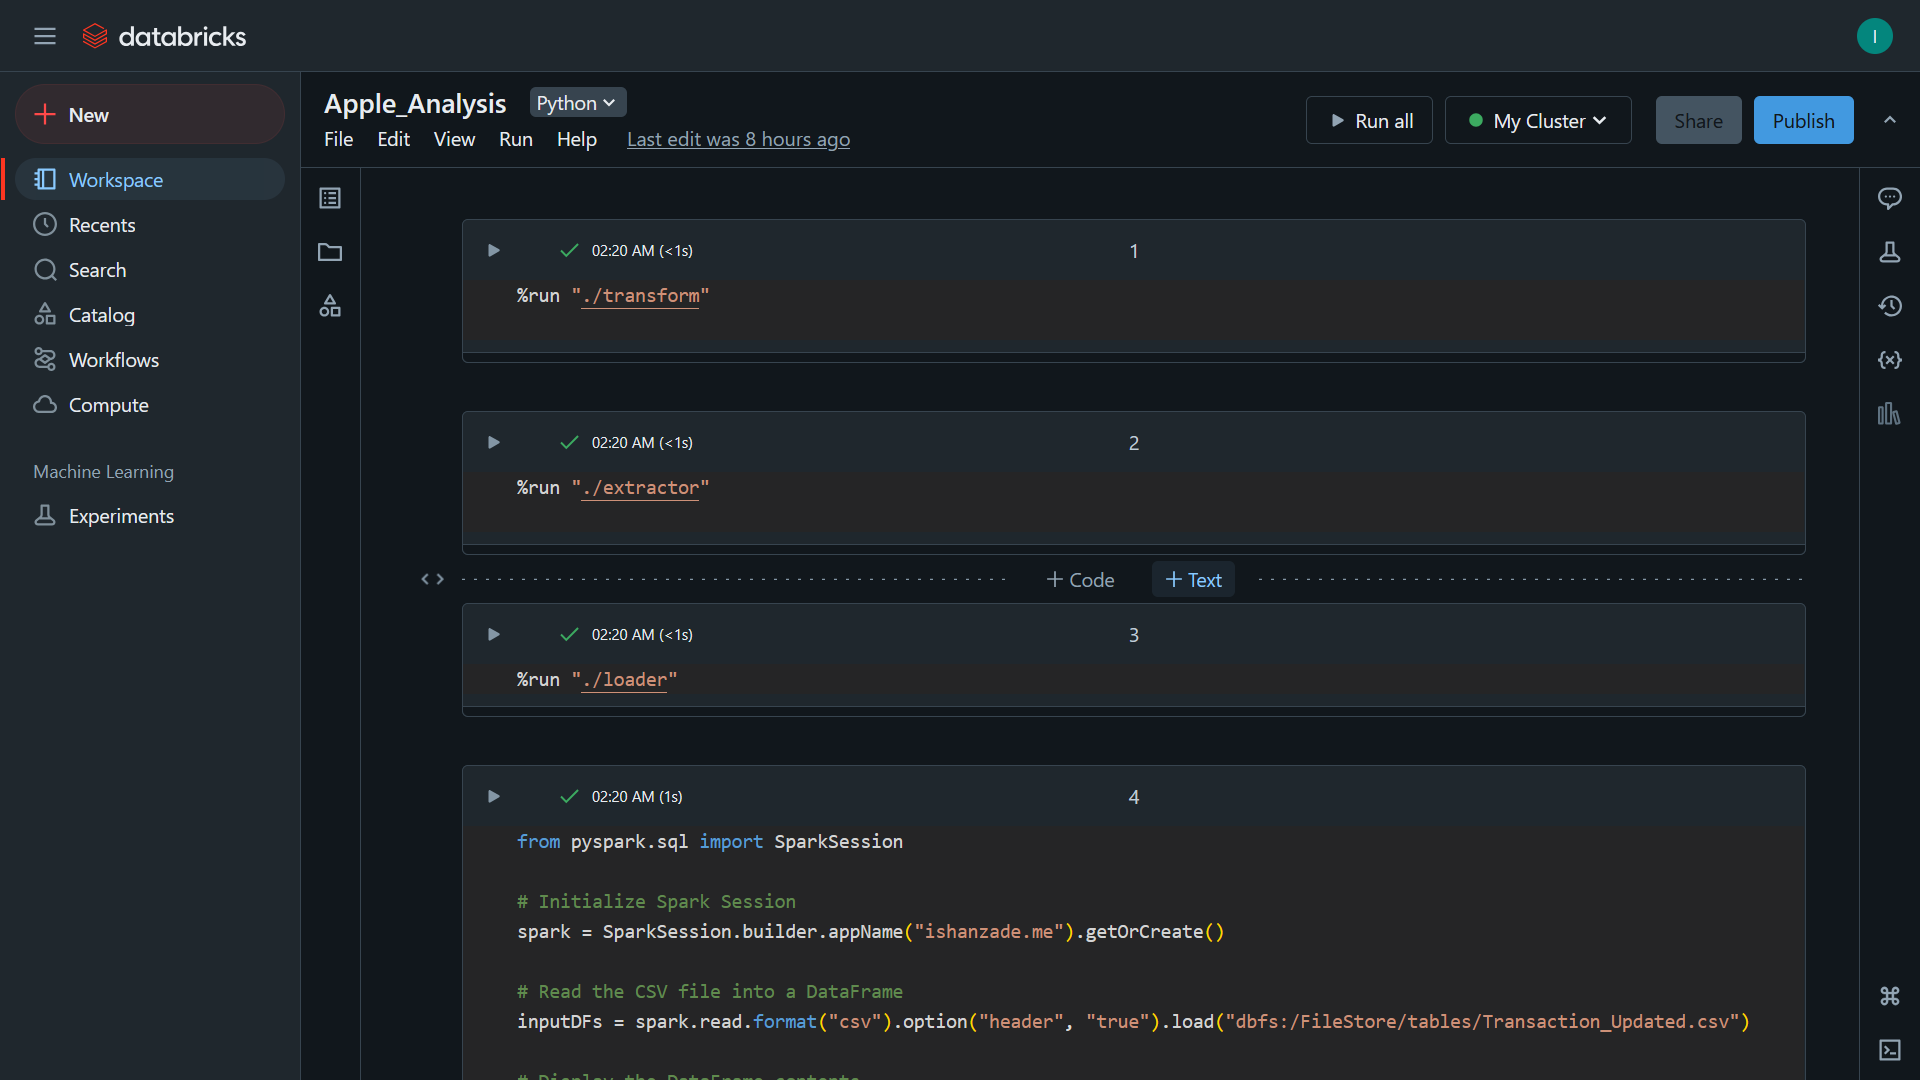 databricks
I
New
Workspace
Recents
Search
Catalog
Workflows
Compute
Machine Learning
Experiments
Apple_Analysis
Python
File Edit View Run Help Last edit was 8 hours ago
Run all
My Cluster
Share
Publish
02:20 AM (<1s)
1
%run "./transform"
02:20 AM (<1s)
2
%run "./extractor"
Code
Text
02:20 AM (<1s)
3
%run "./loader"
02:20 AM (1s)
4
from pyspark.sql import SparkSession
# Initialize Spark Session
spark = SparkSession.builder.appName("ishanzade.me").getOrCreate()
# Read the CSV file into a DataFrame
inputDFs = spark.read.format("csv").option("header", "true").load("dbfs:/FileStore/tables/Transaction_Updated.csv")
# Display the DataFrame contents